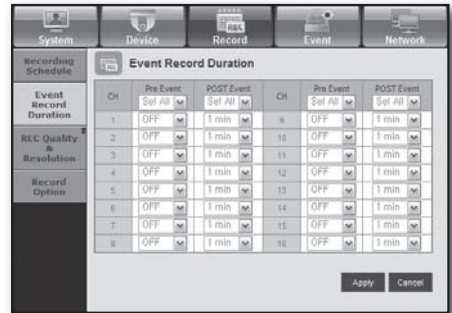 System Device Record Event Network
REC
Recording
Schedule
Event
Record
Duration
REC Quality
&
Resolution
Record
Option
Event Record Duration
CH Pre Event POST Event CH Pre Event POST Event
Sel All Sel All Sel All Sel All
1 OFF 1 min 9 OFF 1 min
2 OFF 1 min 10 OFF 1 min
3 OFF 1 min 11 OFF 1 min
4 OFF 1 min 12 OFF 1 min
5 OFF 1 min 13 OFF 1 min
6 OFF 1 min 14 OFF 1 min
7 OFF 1 min 15 OFF 1 min
8 OFF 1 min 16 OFF 1 min
Apply Cancel